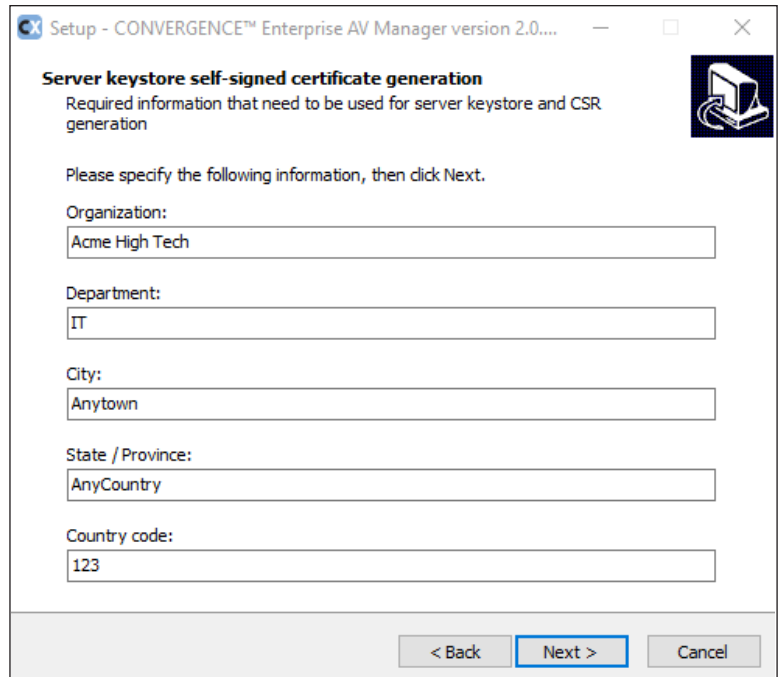 CX Setup - CONVERGENCE™ Enterprise AV Manager version 2.0....
Server keystore self-signed certificate generation
Required information that need to be used for server keystore and CSR
generation
Please specify the following information, then click Next.
Organization:
Acme High Tech
Department:
IT
City:
Anytown
State / Province:
AnyCountry
Country code:
123
< Back Next > Cancel